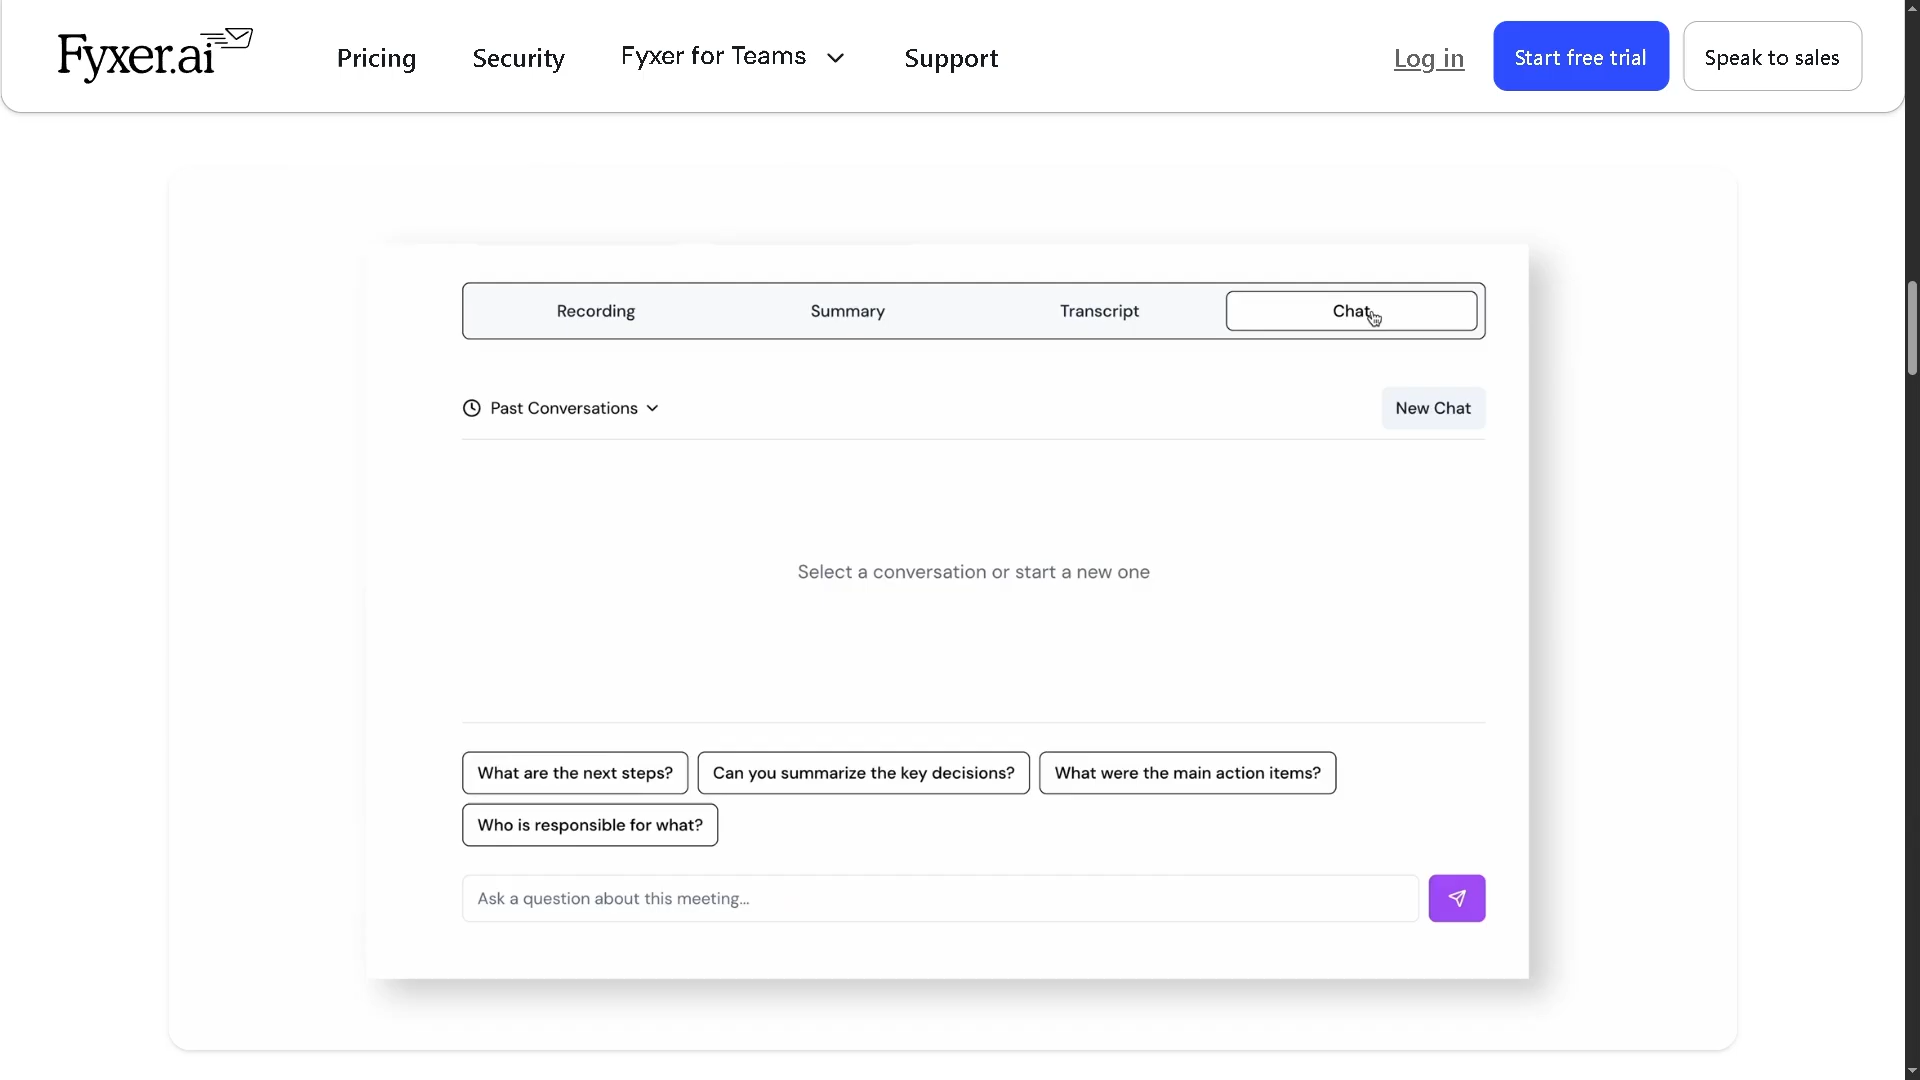 Fyxer.ai
Pricing
Security
Fyxer for Teams
Support
Log in
Start free trial
Speak to sales
Recording
Summary
Transcript
Chat
Past Conversations
New Chat
Select a conversation or start a new one
What are the next steps?
Can you summarize the key decisions?
What were the main action items?
Who is responsible for what?
Ask a question about this meeting...